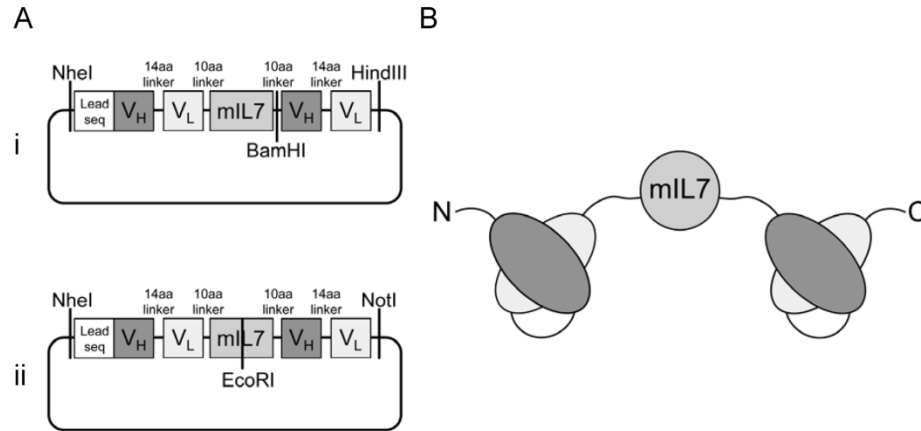 A
B
14aa 10aa 10aa 14aa
NheI linker linker linker linker HindIII
Lead seq VH VL mIL7 VH VL
i
BamHI
N mIL7 C
14aa 10aa 10aa 14aa
NheI linker linker linker linker NotI
Lead seq VH VL mIL7 VH VL
EcoRI
ii